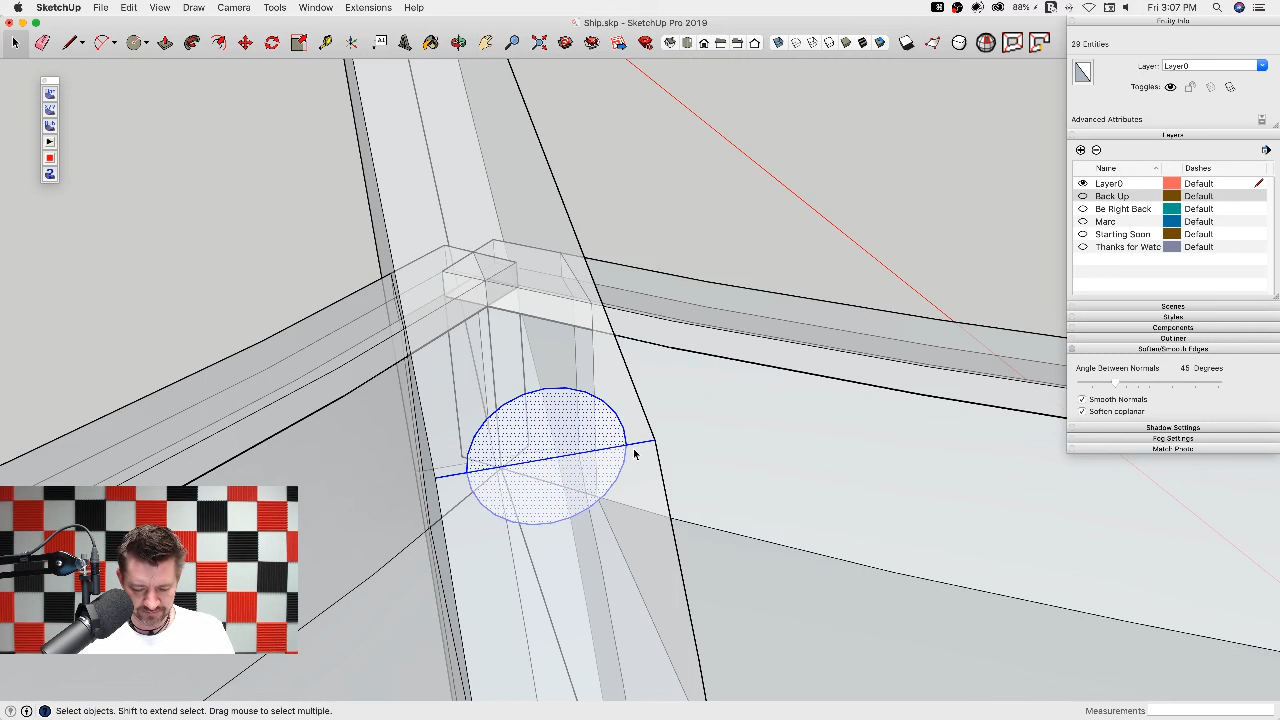 SketchUp File Edit View Draw Camera Tools Window Extensions Help 88% Fri 3:07 PM
Ship.skp - SketchUp Pro 2019
Entity Info
29 Entities
Layer: Layer0
Toggles:
Advanced Attributes
Layers
Name Dashes
Layer0 Default
Back Up Default
Be Right Back Default
Marc Default
Starting Soon Default
Thanks for Watc Default
Scenes
Styles
Components
Outliner
Soften/Smooth Edges
Angle Between Normals 45 Degrees
Smooth Normals
Soften coplanar
Shadow Settings
Fog Settings
Match Photo
Select objects. Shift to extend select. Drag mouse to select multiple. Measurements